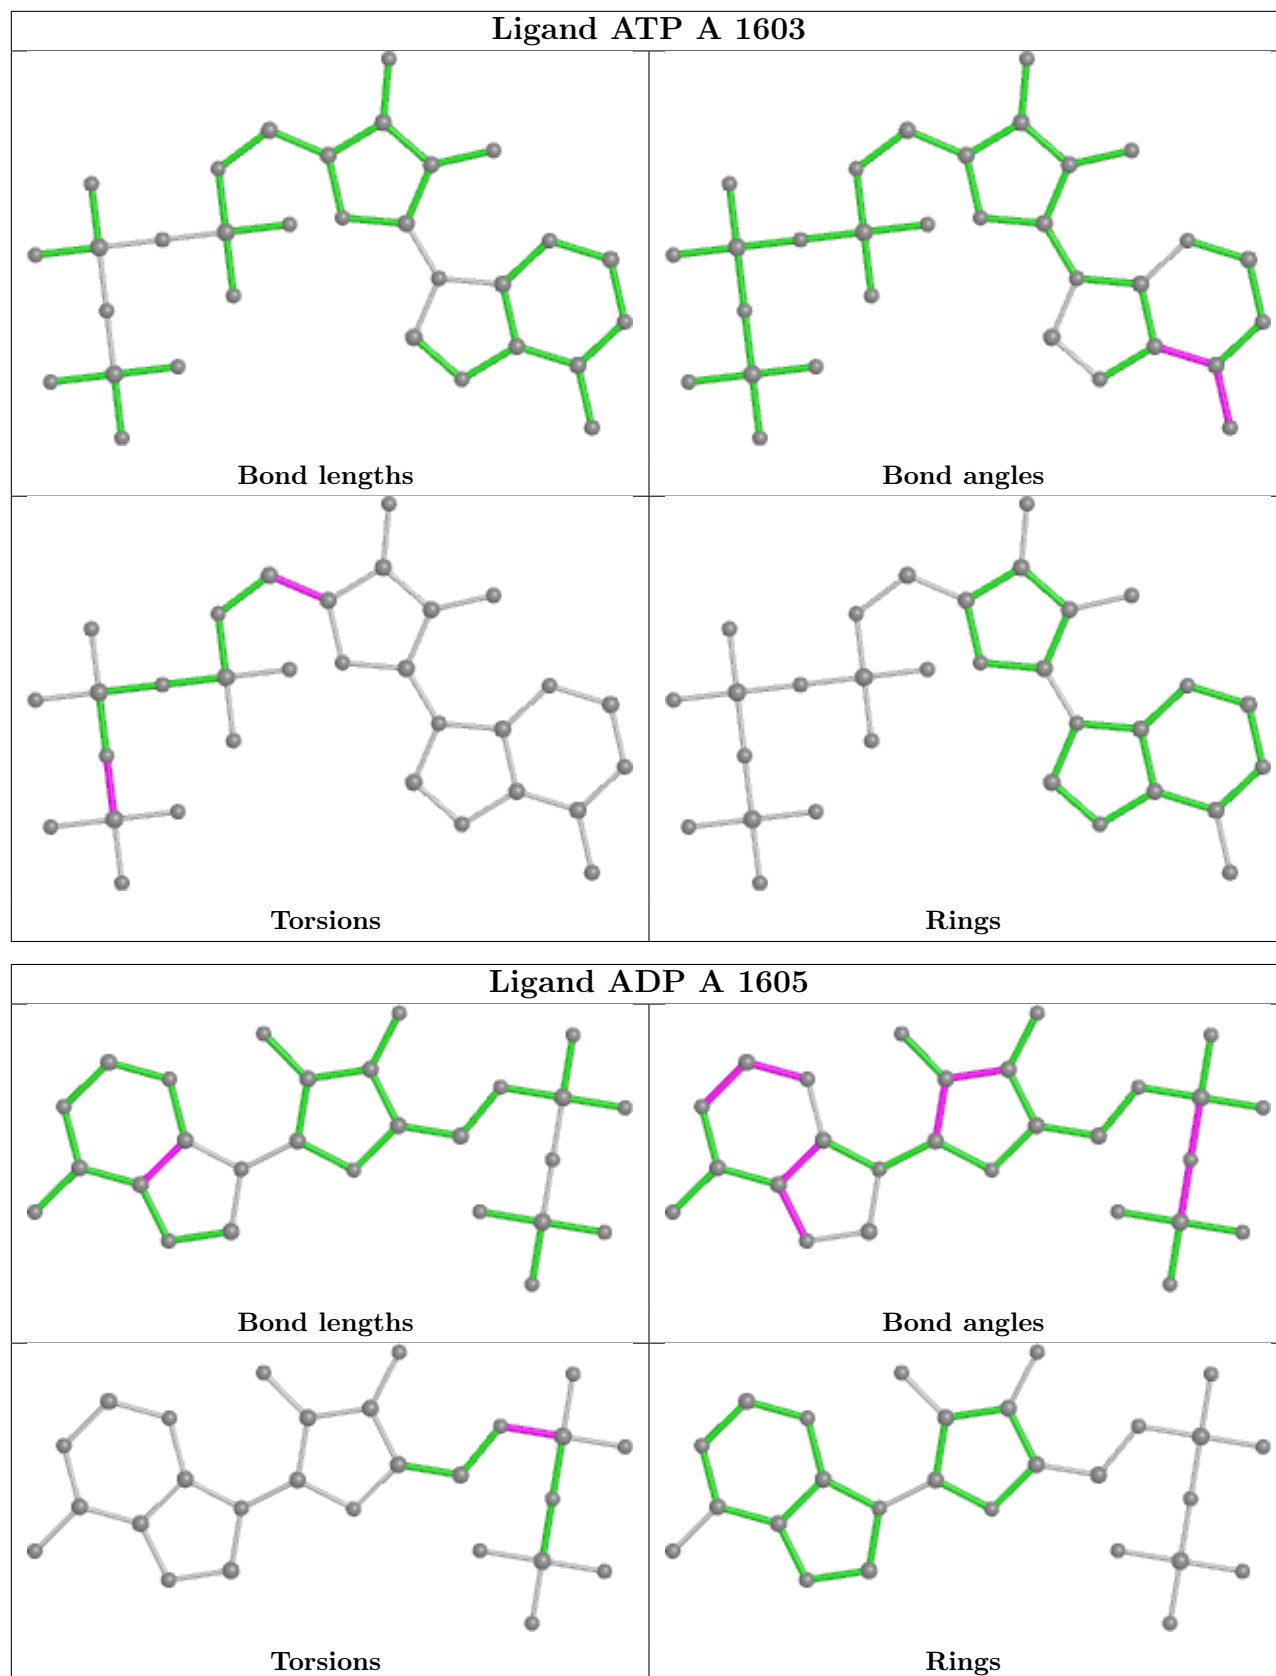 Ligand ATP A 1603
Bond lengths
Bond angles
Torsions
Rings
Ligand ADP A 1605
Bond lengths
Bond angles
Torsions
Rings